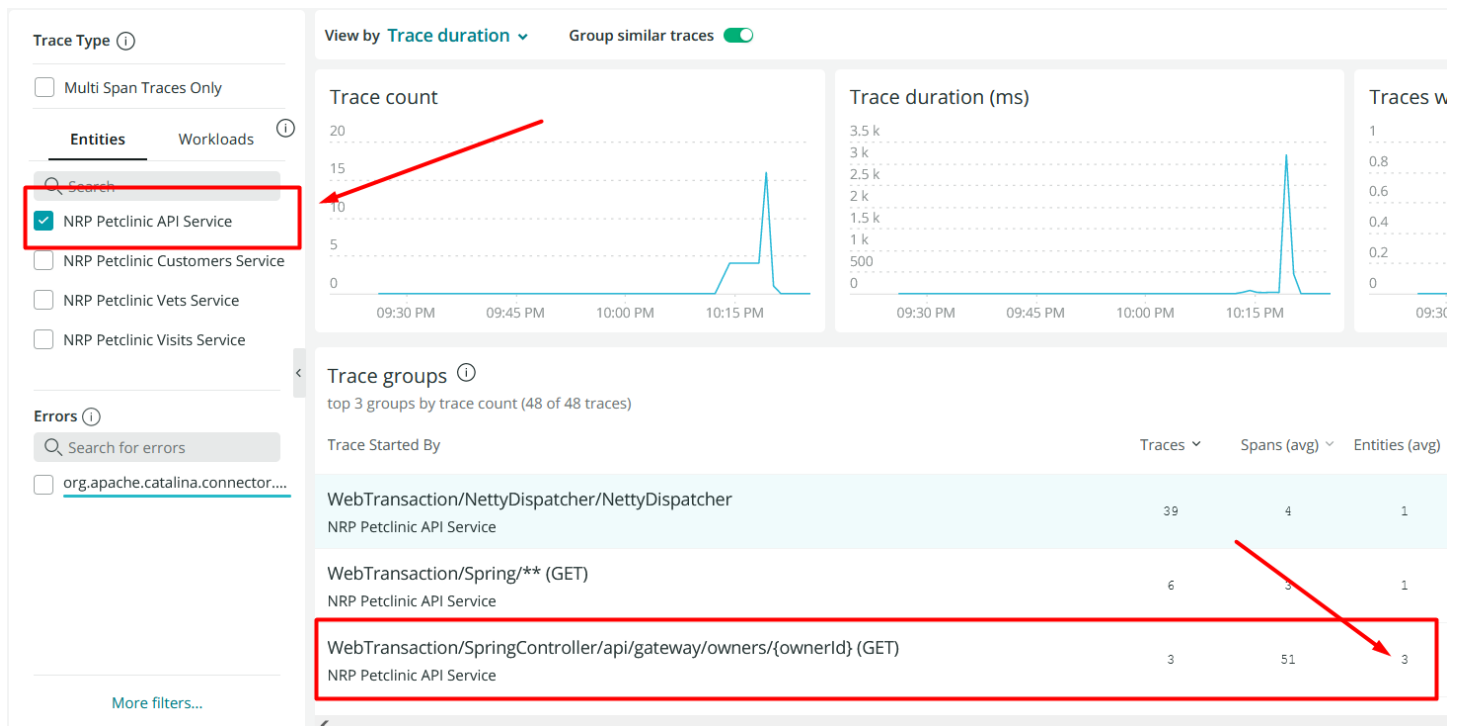 Trace Type
Multi Span Traces Only
Entities
Workloads
Search
NRP Petclinic API Service
NRP Petclinic Customers Service
NRP Petclinic Vets Service
NRP Petclinic Visits Service
Errors
Search for errors
org.apache.catalina.connector....
More filters...
View by Trace duration
Group similar traces
Trace count
20
15
10
5
0
09:30 PM 09:45 PM 10:00 PM 10:15 PM
Trace duration (ms)
3.5 k
3 k
2.5 k
2 k
1.5 k
1 k
500
0
09:30 PM 09:45 PM 10:00 PM 10:15 PM
Traces w
1
0.8
0.6
0.4
0.2
0
09:30
Trace groups
top 3 groups by trace count (48 of 48 traces)
Trace Started By Traces Spans (avg) Entities (avg)
WebTransaction/NettyDispatcher/NettyDispatcher
NRP Petclinic API Service
39 4 1
WebTransaction/Spring/** (GET)
NRP Petclinic API Service
6 3 1
WebTransaction/SpringController/api/gateway/owners/{ownerId} (GET)
NRP Petclinic API Service
3 51 3